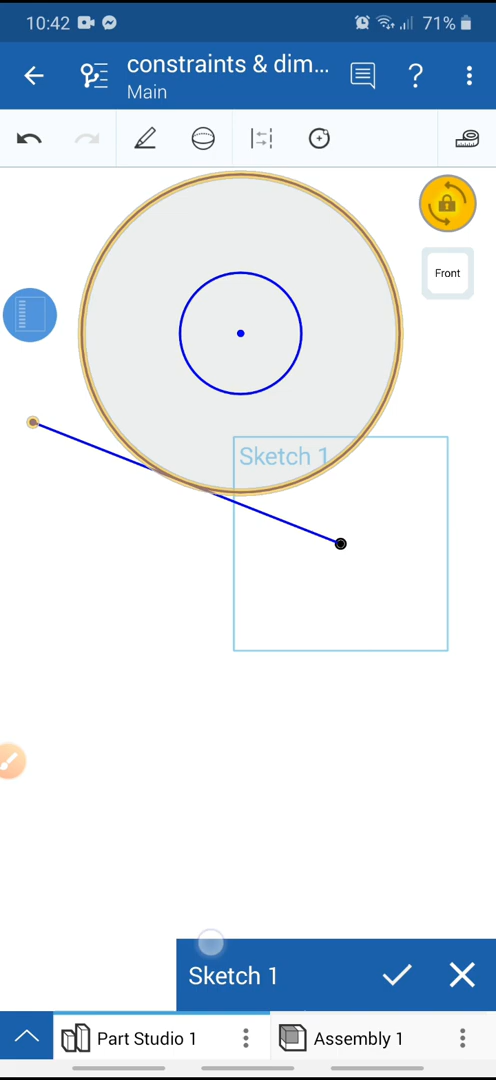 10:42
71%
constraints & dim...
Main
Front
Sketch 1
Sketch 1
Part Studio 1
Assembly 1